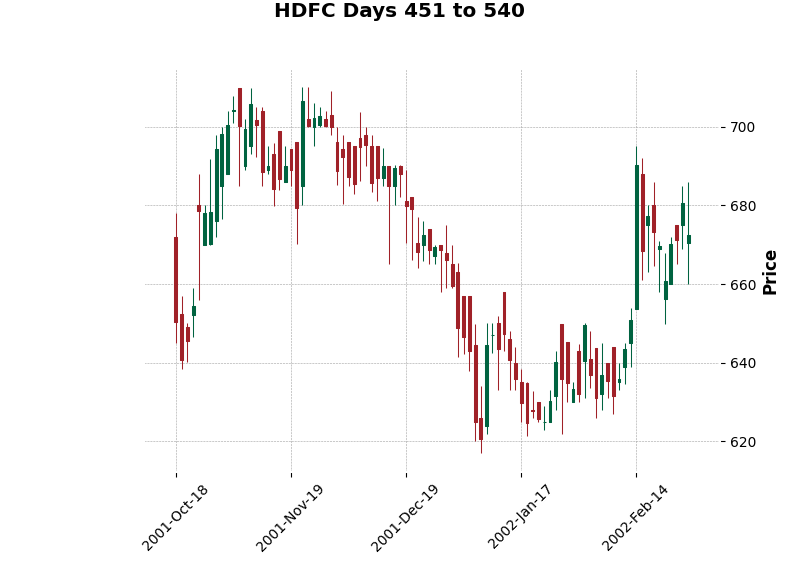 HDFC Days 451 to 540
700
680
660
640
620
Price
2001-Oct-18
2001-Nov-19
2001-Dec-19
2002-Jan-17
2002-Feb-14